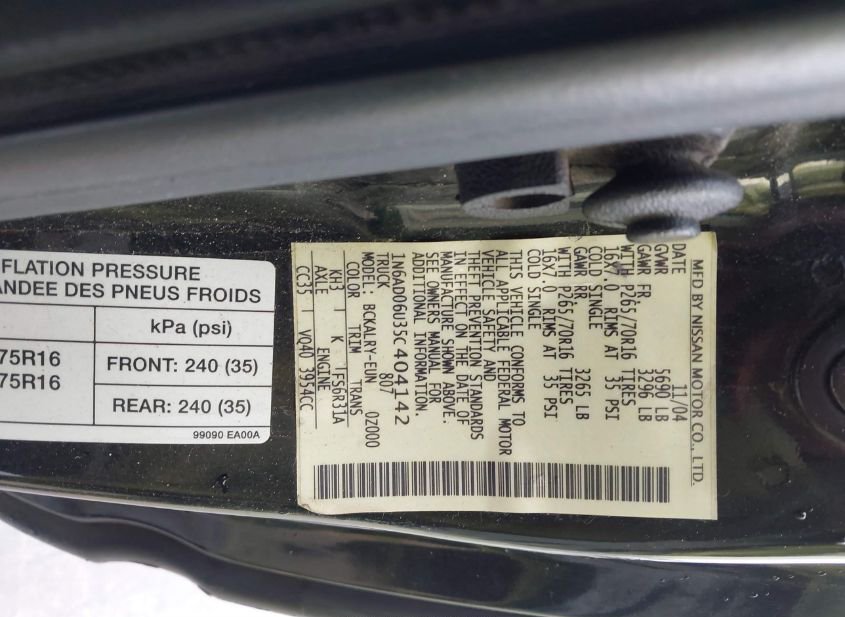 FLATION PRESSURE
ANDEE DES PNEUS FROIDS
kPa (psi)
75R16
75R16
FRONT: 240 (35)
REAR: 240 (35)
99090 EA00A
MFD BY NISSAN MOTOR CO., LTD.
DATE 11/04
GVWR 5690 LB
GAWR FR. 3296 LB
WITH P265/70R16 TIRES
16X7.0 RIMS AT 35 PSI
COLD SINGLE
GAWR RR 3265 LB
WITH P265/70R16 TIRES
16X7.0 RIMS AT 35 PSI
COLD SINGLE
THIS VEHICLE CONFORMS TO
ALL APPLICABLE FEDERAL MOTOR
VEHICLE SAFETY AND
THEFT PREVENTION STANDARDS
IN EFFECT ON THE DATE OF
MANUFACTURE SHOWN ABOVE.
SEE OWNERS MANUAL FOR
ADDITIONAL INFORMATION.
1N6AD06U35C404142
TRUCK 807
MODEL: BCKALRY-EUN 0Z000
COLOR TRIM TRANS
KH3 K FS6R31A
AXLE ENGINE
CC35 VQ40 3954CC